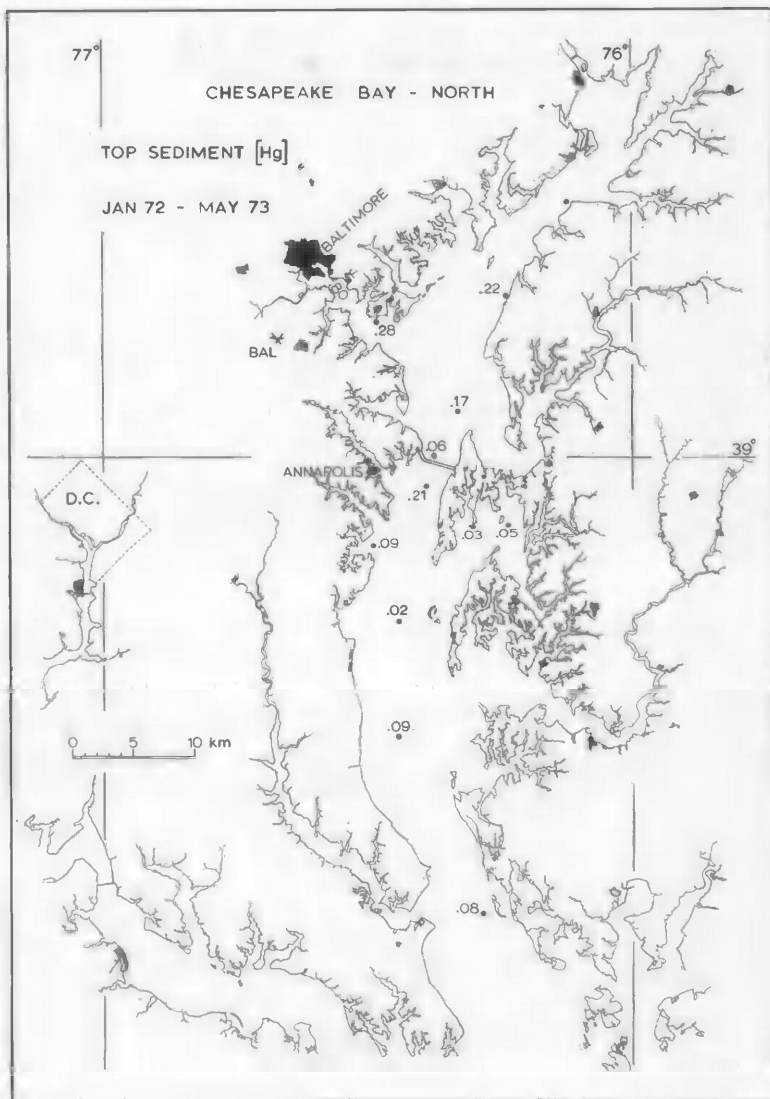 77°
76°
CHESAPEAKE BAY - NORTH
TOP SEDIMENT [Hg]
JAN 72 - MAY 73
BALTIMORE
.22
.28
BAL
.17
.06
39°
ANNAPOLIS
.21
D.C.
.03
.05
.09
.02
.09
0 5 10 km
.08